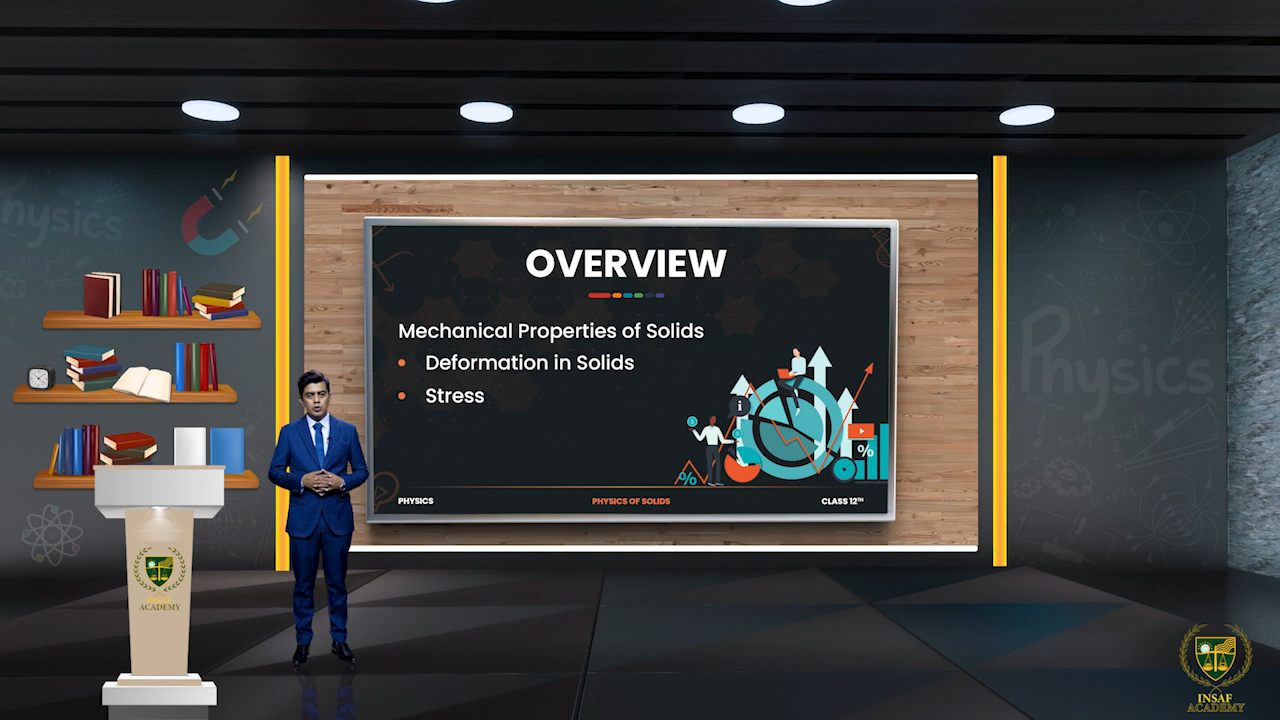 Physics
OVERVIEW
Mechanical Properties of Solids
• Deformation in Solids
• Stress
i
$
%
%
PHYSICS
PHYSICS OF SOLIDS
CLASS 12TH
Physics
INSAF
ACADEMY
INSAF
ACADEMY